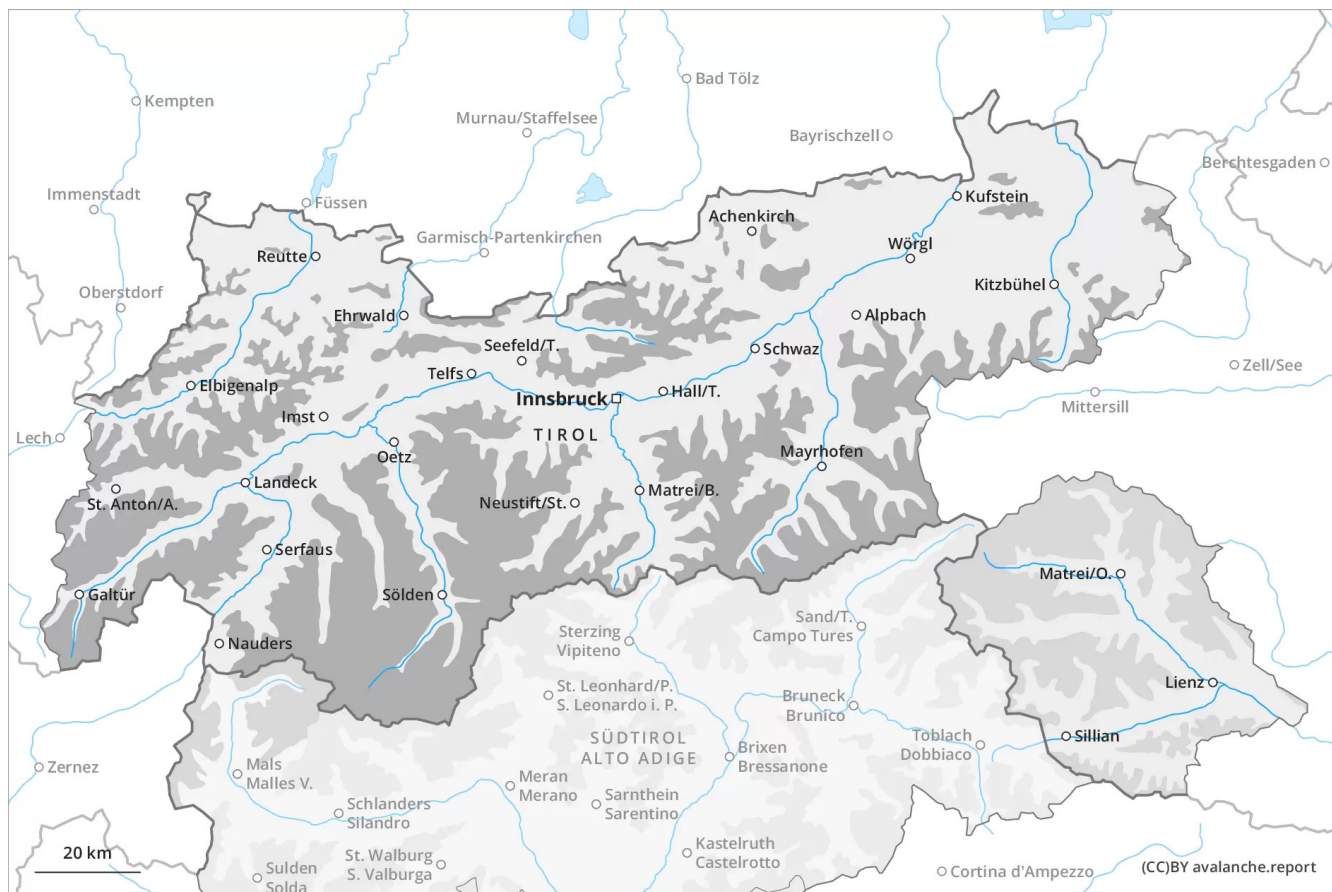 Bad Tölz
Kempten
Murnau/Staffelsee
Bayrischzell
Berchtesgaden
Immenstadt
Füssen
Kufstein
Achenkirch
Garmisch-Partenkirchen
Wörgl
Reutte
Kitzbühel
Oberstdorf
Ehrwald
Alpbach
Seefeld/T.
Schwaz
Zell/See
Telfs
Elbigenalp
Hall/T.
Innsbruck
Mittersill
Imst
TIROL
Lech
Oetz
Mayrhofen
Landeck
Matrei/B.
St. Anton/A.
Neustift/St.
Serfaus
Matrei/O.
Galtür
Sölden
Sand/T.
Campo Tures
Sterzing
Vipiteno
Nauders
Lienz
St. Leonhard/P.
S. Leonardo i. P.
Bruneck
Brunico
Toblach
Dobbiaco
Sillian
SÜDTIROL
ALTO ADIGE
Brixen
Bressanone
Zernez
Mals
Malles V.
Meran
Merano
Sarnthein
Sarentino
Schlanders
Silandro
Kastelruth
Castelrotto
20 km
St. Walburg
S. Valburga
Sulden
Solda
Cortina d'Ampezzo
(CC)BY avalanche.report